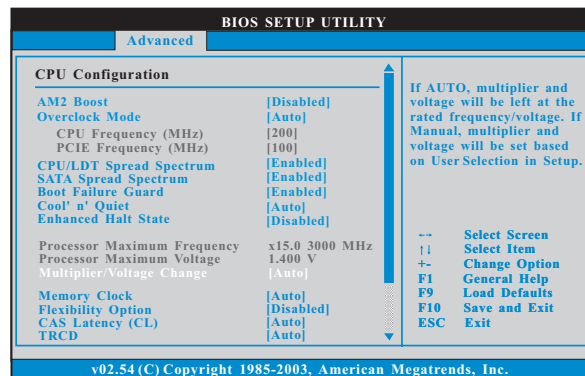 BIOS SETUP UTILITY
Advanced
CPU Configuration
AM2 Boost [Disabled]
Overclock Mode [Auto]
CPU Frequency (MHz) [200]
PCIE Frequency (MHz) [100]
CPU/LDT Spread Spectrum [Enabled]
SATA Spread Spectrum [Enabled]
Boot Failure Guard [Enabled]
Cool' n' Quiet [Auto]
Enhanced Halt State [Disabled]
Processor Maximum Frequency x15.0 3000 MHz
Processor Maximum Voltage 1.400 V
Multiplier/Voltage Change [Auto]
Memory Clock [Auto]
Flexibility Option [Disabled]
CAS Latency (CL) [Auto]
TRCD [Auto]
If AUTO, multiplier and
voltage will be left at the
rated frequency/voltage. If
Manual, multiplier and
voltage will be set based
on User Selection in Setup.
←→ Select Screen
↑↓ Select Item
+- Change Option
F1 General Help
F9 Load Defaults
F10 Save and Exit
ESC Exit
v02.54 (C) Copyright 1985-2003, American Megatrends, Inc.